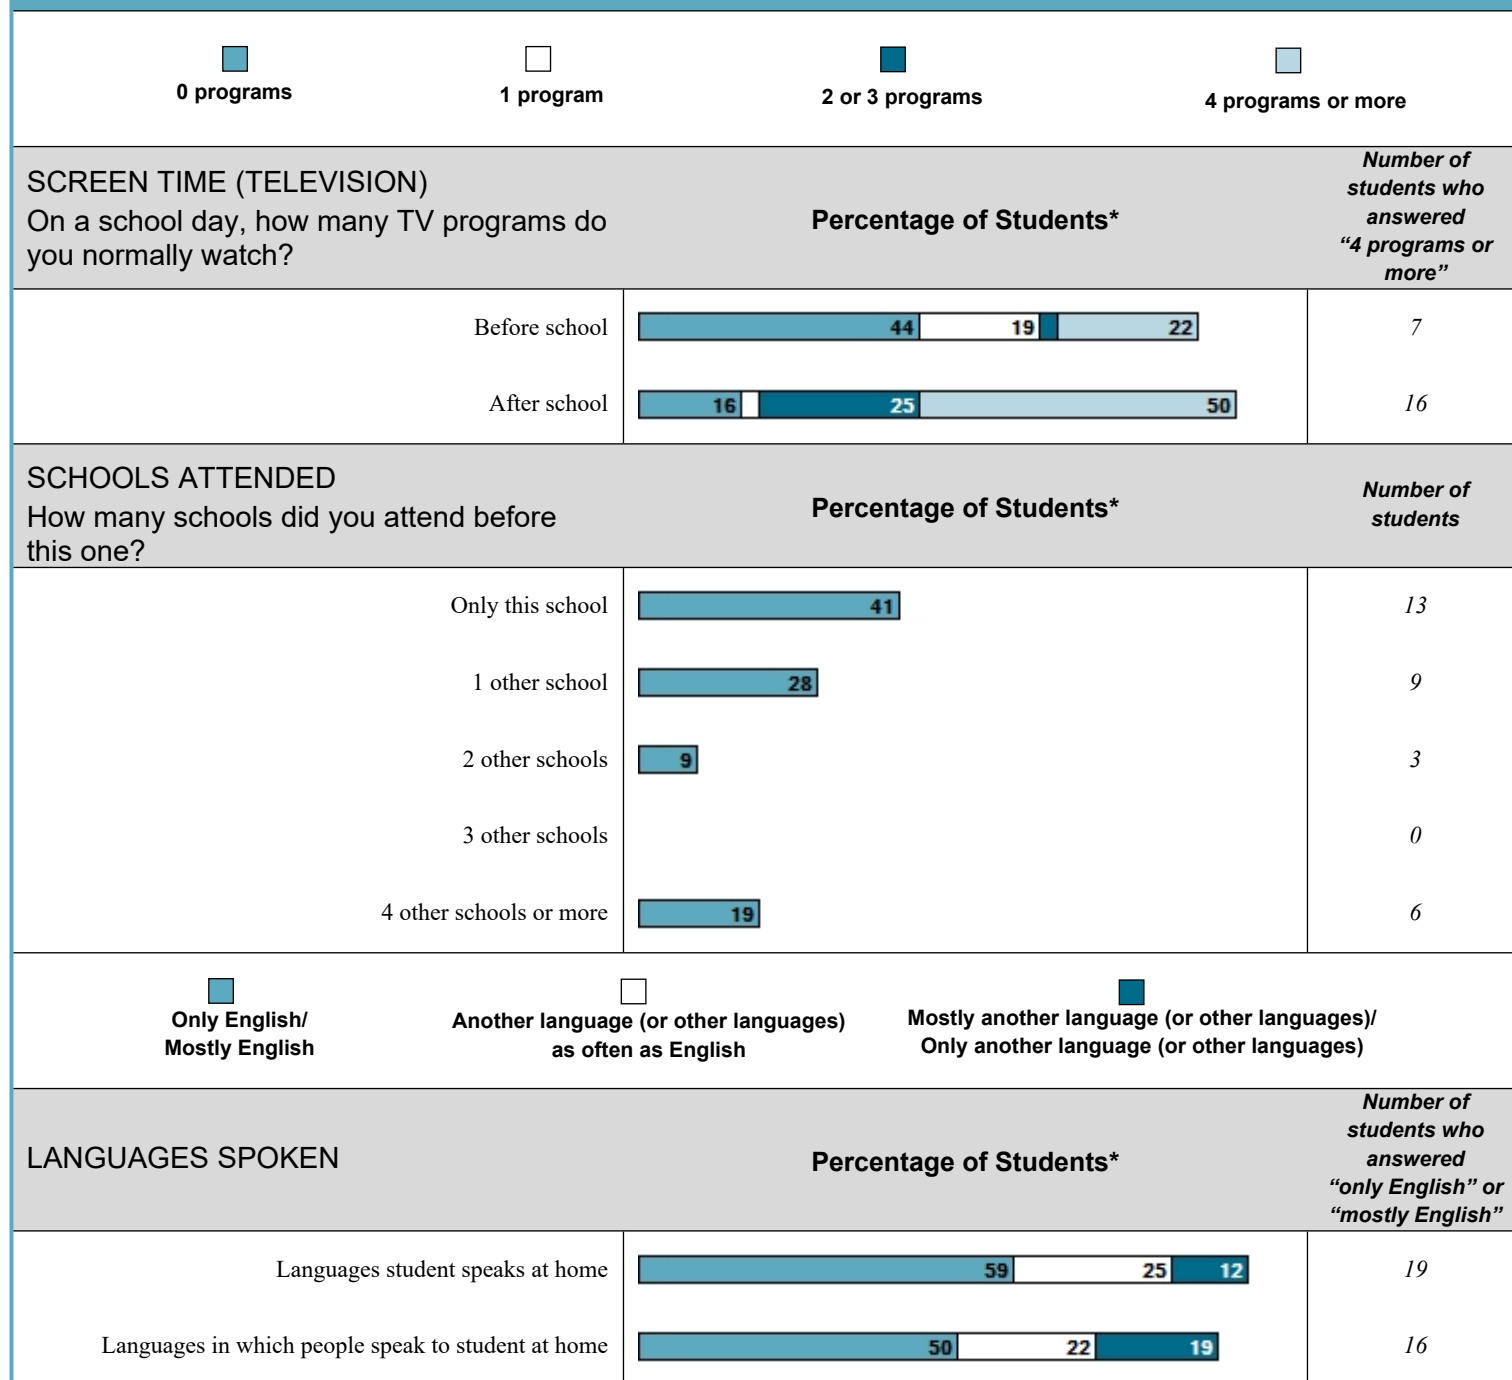 0 programs
1 program
2 or 3 programs
4 programs or more
SCREEN TIME (TELEVISION)
On a school day, how many TV programs do
you normally watch?
Percentage of Students*
Number of
students who
answered
“4 programs or
more”
Before school
44
19
22
7
After school
16
25
50
16
SCHOOLS ATTENDED
How many schools did you attend before
this one?
Percentage of Students*
Number of
students
Only this school
41
13
1 other school
28
9
2 other schools
9
3
3 other schools
0
4 other schools or more
19
6
Only English/
Mostly English
Another language (or other languages)
as often as English
Mostly another language (or other languages)/
Only another language (or other languages)
LANGUAGES SPOKEN
Percentage of Students*
Number of
students who
answered
“only English” or
“mostly English”
Languages student speaks at home
59
25
12
19
Languages in which people speak to student at home
50
22
19
16